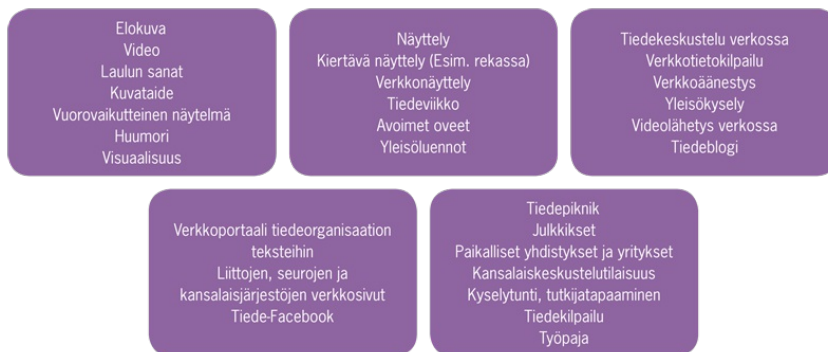 Elokuva
Video
Laulun sanat
Kuvataide
Vuorovaikutteinen näytelmä
Huumori
Visuaalisuus
Näyttely
Kiertävä näyttely (Esim. rekassa)
Verkkonäyttely
Tiedeviikko
Avoimet oveet
Yleisöluennot
Tiedekeskustelu verkossa
Verkkotietokilpailu
Verkkoäänestys
Yleisökysely
Videolähetys verkossa
Tiedeblogi
Verkkoportaali tiedeorganisaation
teksteihin
Liittojen, seurojen ja
kansalaisjärjestöjen verkkosivut
Tiede-Facebook
Tiedepiknik
Julkkikset
Paikalliset yhdistykset ja yritykset
Kansalaiskeskustelutilaisuus
Kyselytunti, tutkijatapaaminen
Tiedekilpailu
Työpaja